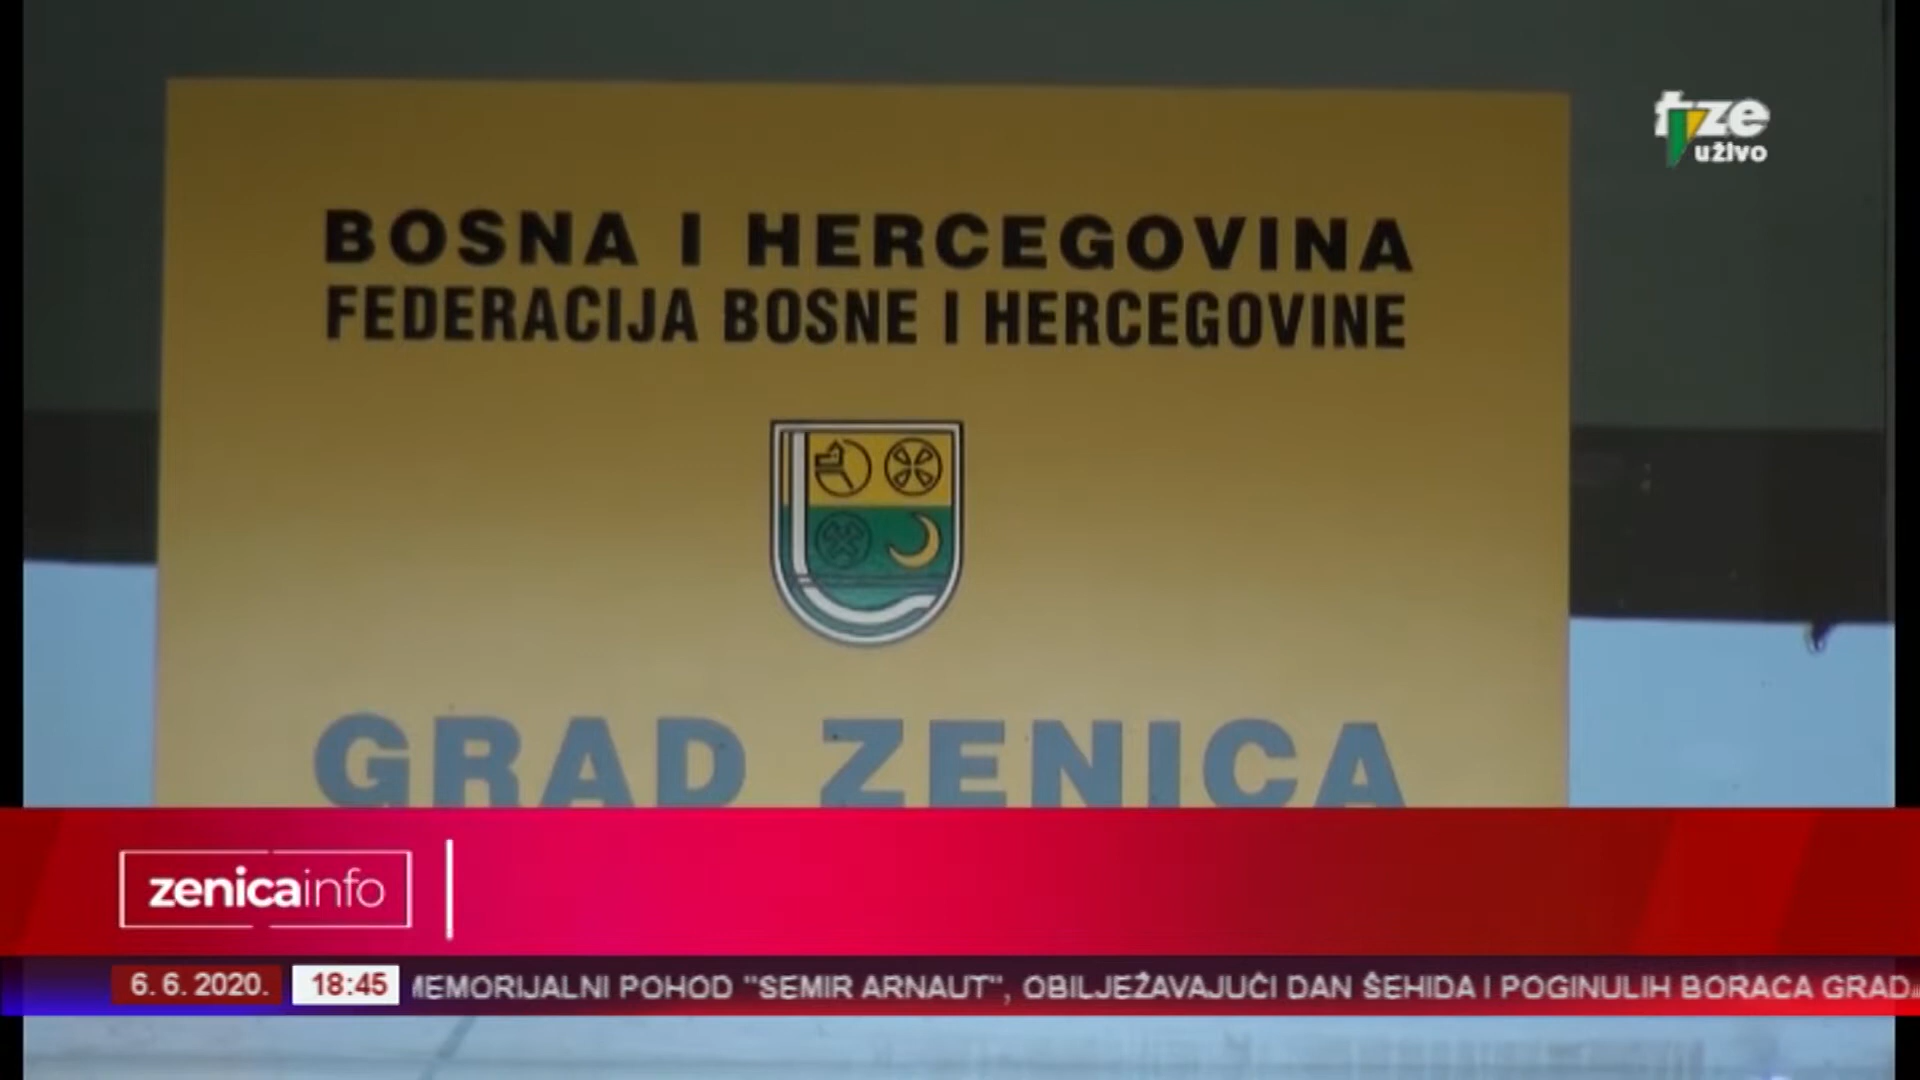 tze
uživo
BOSNA I HERCEGOVINA
FEDERACIJA BOSNE I HERCEGOVINE
GRAD ZENICA
zenicainfo
6. 6. 2020. 18:45 MEMORIJALNI POHOD "SEMIR ARNAUT", OBILJEŽAVAJUĆI DAN ŠEHIDA I POGINULIH BORACA GRAD